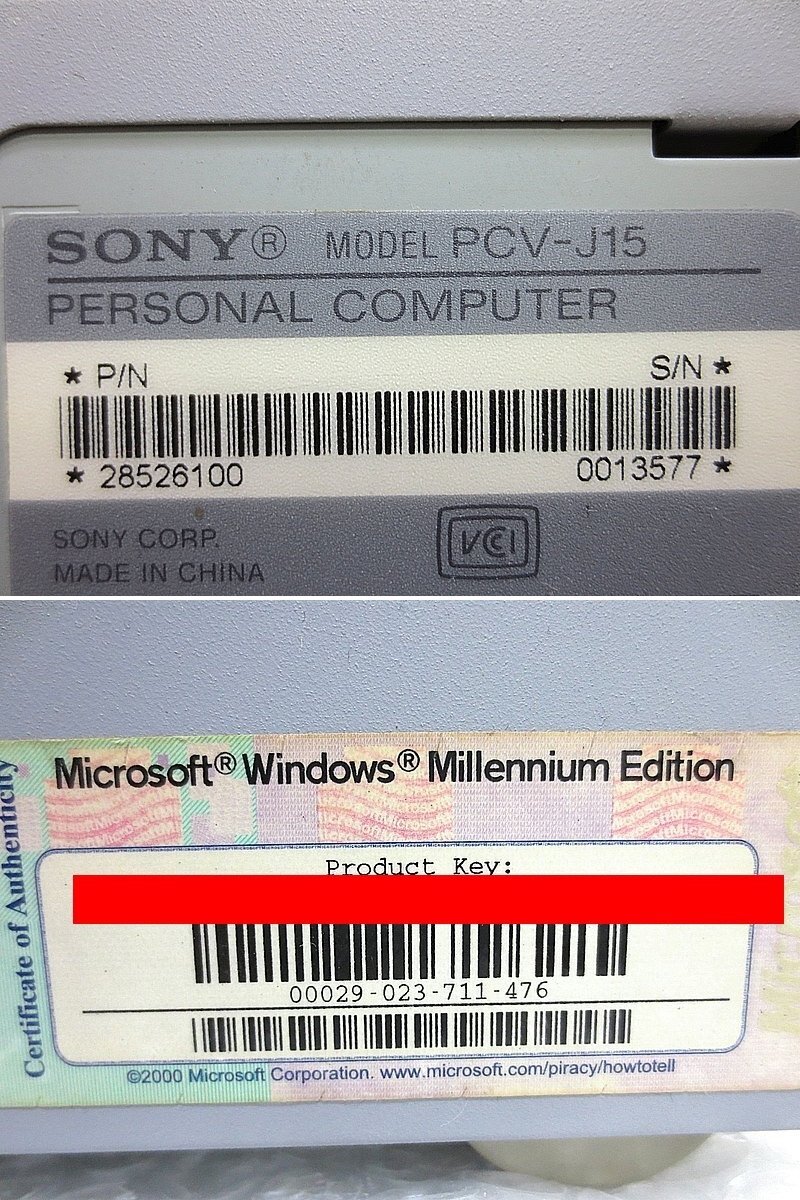 SONY® MODEL PCV-J15
PERSONAL COMPUTER
* P/N S/N *
* 28526100 0013577 *
SONY CORP.
MADE IN CHINA
VCCI
Certificate of Authenticity
Microsoft® Windows® Millennium Edition
Product Key:
00029-023-711-476
©2000 Microsoft Corporation. www.microsoft.com/piracy/howtotell